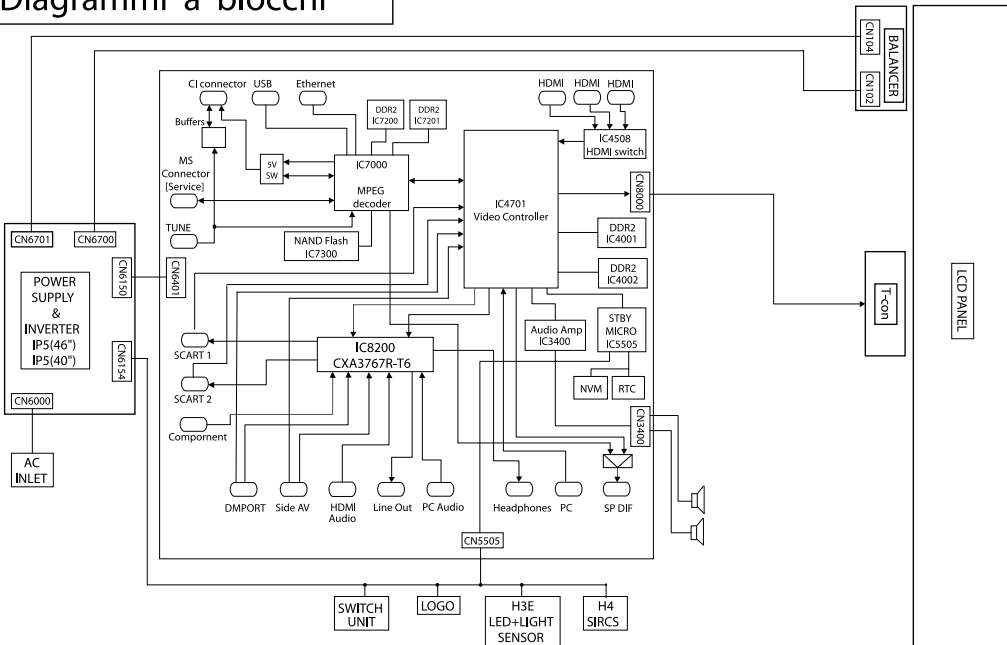 Diagrammi a blocchi
CN104
BALANCER
CN102
CI connector
USB
Ethernet
HDMI
HDMI
HDMI
Buffers
DDR2
IC7200
DDR2
IC7201
IC4508
HDMI switch
MS
Connector
[Service]
5V
SW
IC7000
MPEG
decoder
IC4701
Video Controller
CN8000
TUNE
NAND Flash
IC7300
DDR2
IC4001
DDR2
IC4002
CN6701
CN6700
CN6150
CN6401
POWER
SUPPLY
&
INVERTER
IP5(46")
IP5(40")
CN6154
CN6000
AC
INLET
T-con
LCD PANEL
SCART 1
SCART 2
Comportnent
IC8200
CXA3767R-T6
Audio Amp
IC3400
STBY
MICRO
IC5505
NVM
RTC
CN3400
DMPORT
Side AV
HDMI
Audio
Line Out
PC Audio
Headphones
PC
SP DIF
CN5505
SWITCH
UNIT
LOGO
H3E
LED+LIGHT
SENSOR
H4
SIRCS